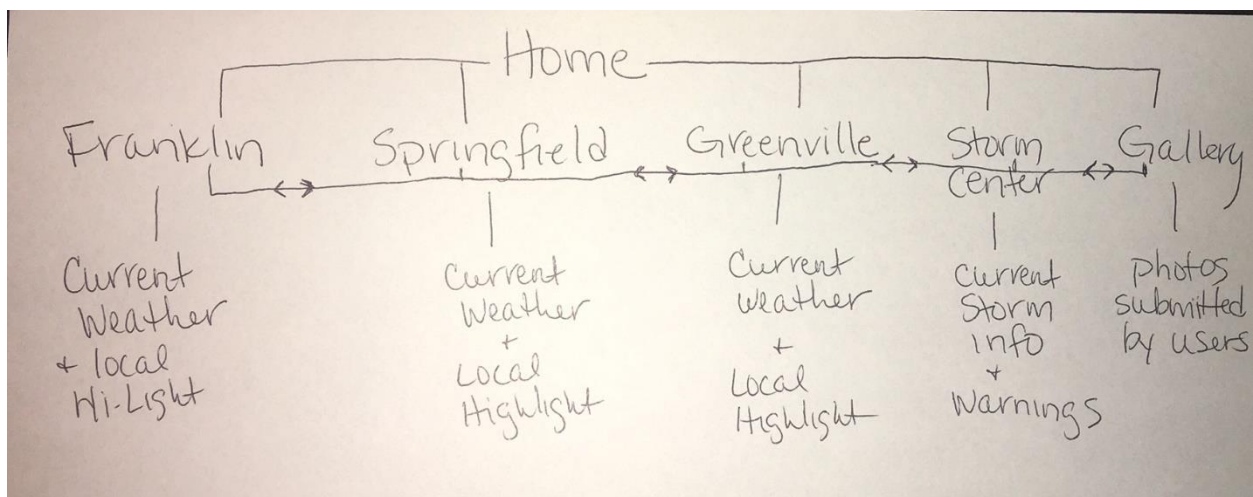 Home
Franklin
Springfield
Greenville
Storm
Center
Gallery
Current
Weather
+ local
Hi-Light
Current
Weather
+
Local
Highlight
Current
Weather
+
Local
Highlight
Current
Storm
info
+
Warnings
photos
submitted
by users